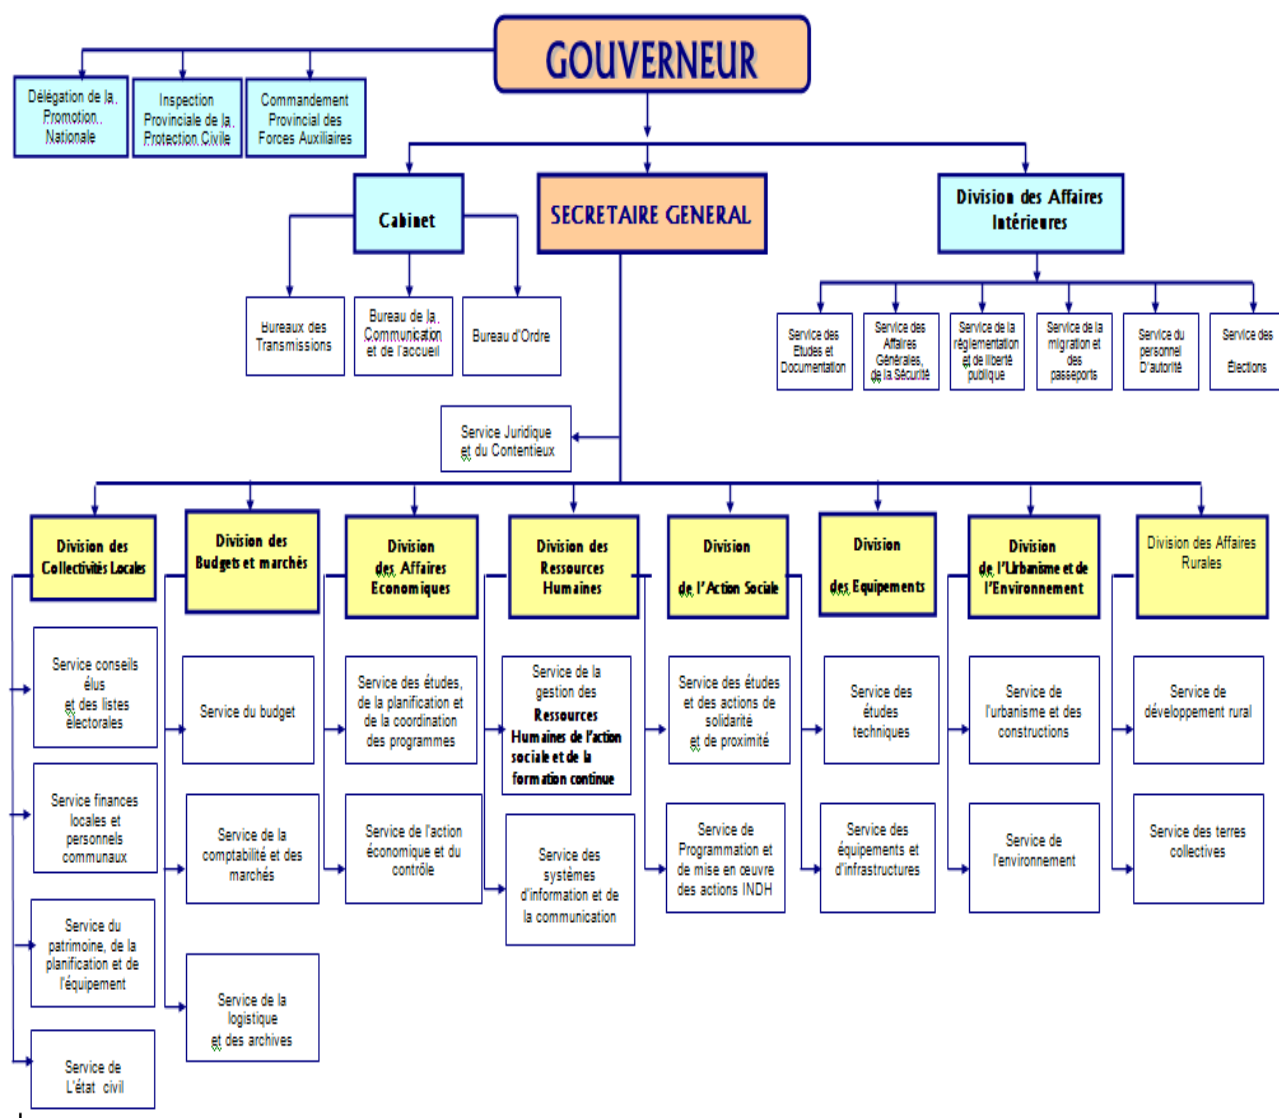 GOUVERNEUR
Délégation de la
Promotion
Nationale
Inspection
Provinciale de la
Protection Civile
Commandement
Provincial des
Forces Auxiliaires
Cabinet
SECRETAIRE GENERAL
Division des Affaires
Intérieures
Bureaux des
Transmissions
Bureau de la
Communication
et de l'accueil
Bureau d'Ordre
Service des
Etudes et
Documentation
Service des
Affaires
Générales,
de la Sécurité
Service de la
réglementation
et de liberté
publique
Service de la
migration et
des
passeports
Service du
personnel
D'autorité
Service des
Élections
Service Juridique
et du Contentieux
Division des
Collectivités Locales
Division des
Budgets et marchés
Division
des Affaires
Economiques
Division des
Ressources
Humaines
Division
de l'Action Sociale
Division
des Equipements
Division
de l'Urbanisme et de
l'Environnement
Division des Affaires
Rurales
Service conseils
élus
et des listes
électorales
Service du budget
Service des études,
de la planification et
de la coordination
des programmes
Service de la
gestion des
Ressources
Humaines de l'action
sociale et de la
formation continue
Service des études
et des actions de
solidarité
et de proximité
Service des
études
techniques
Service de
l'urbanisme et des
constructions
Service de
développement rural
Service finances
locales et
personnels
communaux
Service de la
comptabilité et des
marchés
Service de l'action
économique et du
contrôle
Service des
systèmes
d'information et de
la communication
Service de
Programmation et
de mise en œuvre
des actions INDH
Service des
équipements et
d'infrastructures
Service de
l'environnement
Service des terres
collectives
Service du
patrimoine, de la
planification et de
l'équipement
Service de la
logistique
et des archives
Service de
L'état civil